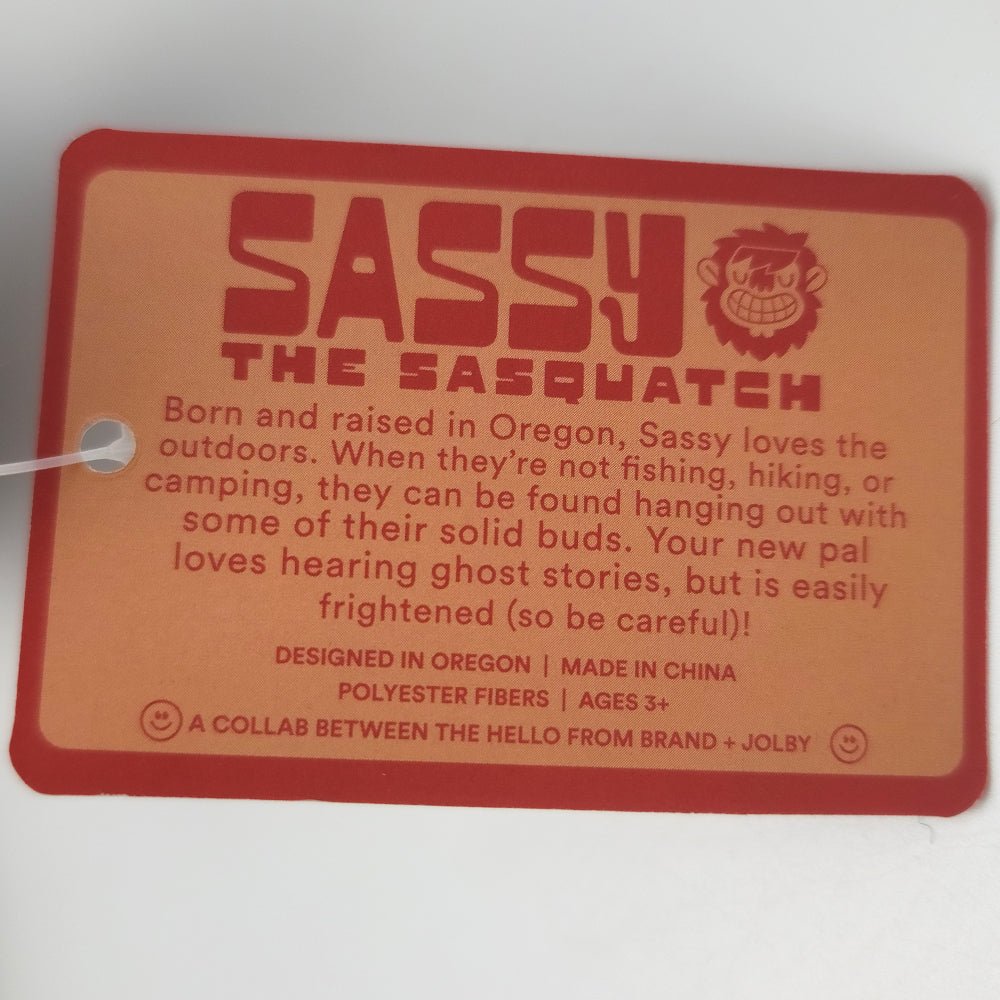 SASSY
THE SASQUATCH
Born and raised in Oregon, Sassy loves the
outdoors. When they're not fishing, hiking, or
camping, they can be found hanging out with
some of their solid buds. Your new pal
loves hearing ghost stories, but is easily
frightened (so be careful)!
DESIGNED IN OREGON | MADE IN CHINA
POLYESTER FIBERS | AGES 3+
A COLLAB BETWEEN THE HELLO FROM BRAND + JOLBY